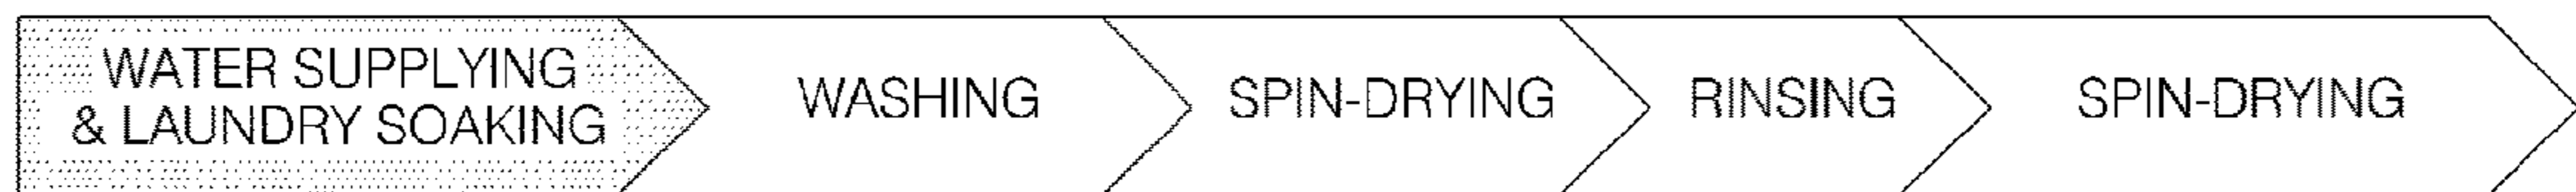 WATER SUPPLYING
& LAUNDRY SOAKING
WASHING
SPIN-DRYING
RINSING
SPIN-DRYING